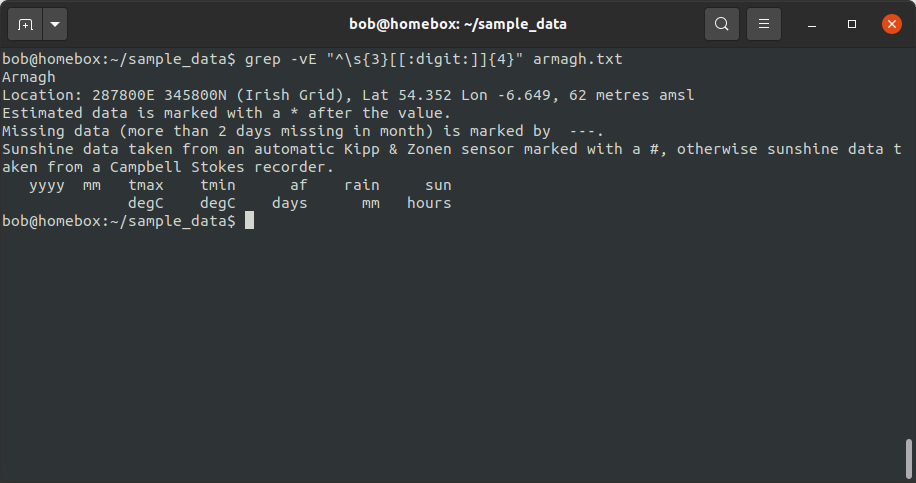 bob@homebox: ~/sample_data
bob@homebox:~/sample_data$ grep -vE "^\s{3}[[:digit:]]{4}" armagh.txt
Armagh
Location: 287800E 345800N (Irish Grid), Lat 54.352 Lon -6.649, 62 metres amsl
Estimated data is marked with a * after the value.
Missing data (more than 2 days missing in month) is marked by  ---.
Sunshine data taken from an automatic Kipp & Zonen sensor marked with a #, otherwise sunshine data t
aken from a Campbell Stokes recorder.
   yyyy  mm   tmax    tmin      af    rain     sun
              degC    degC    days      mm   hours
bob@homebox:~/sample_data$